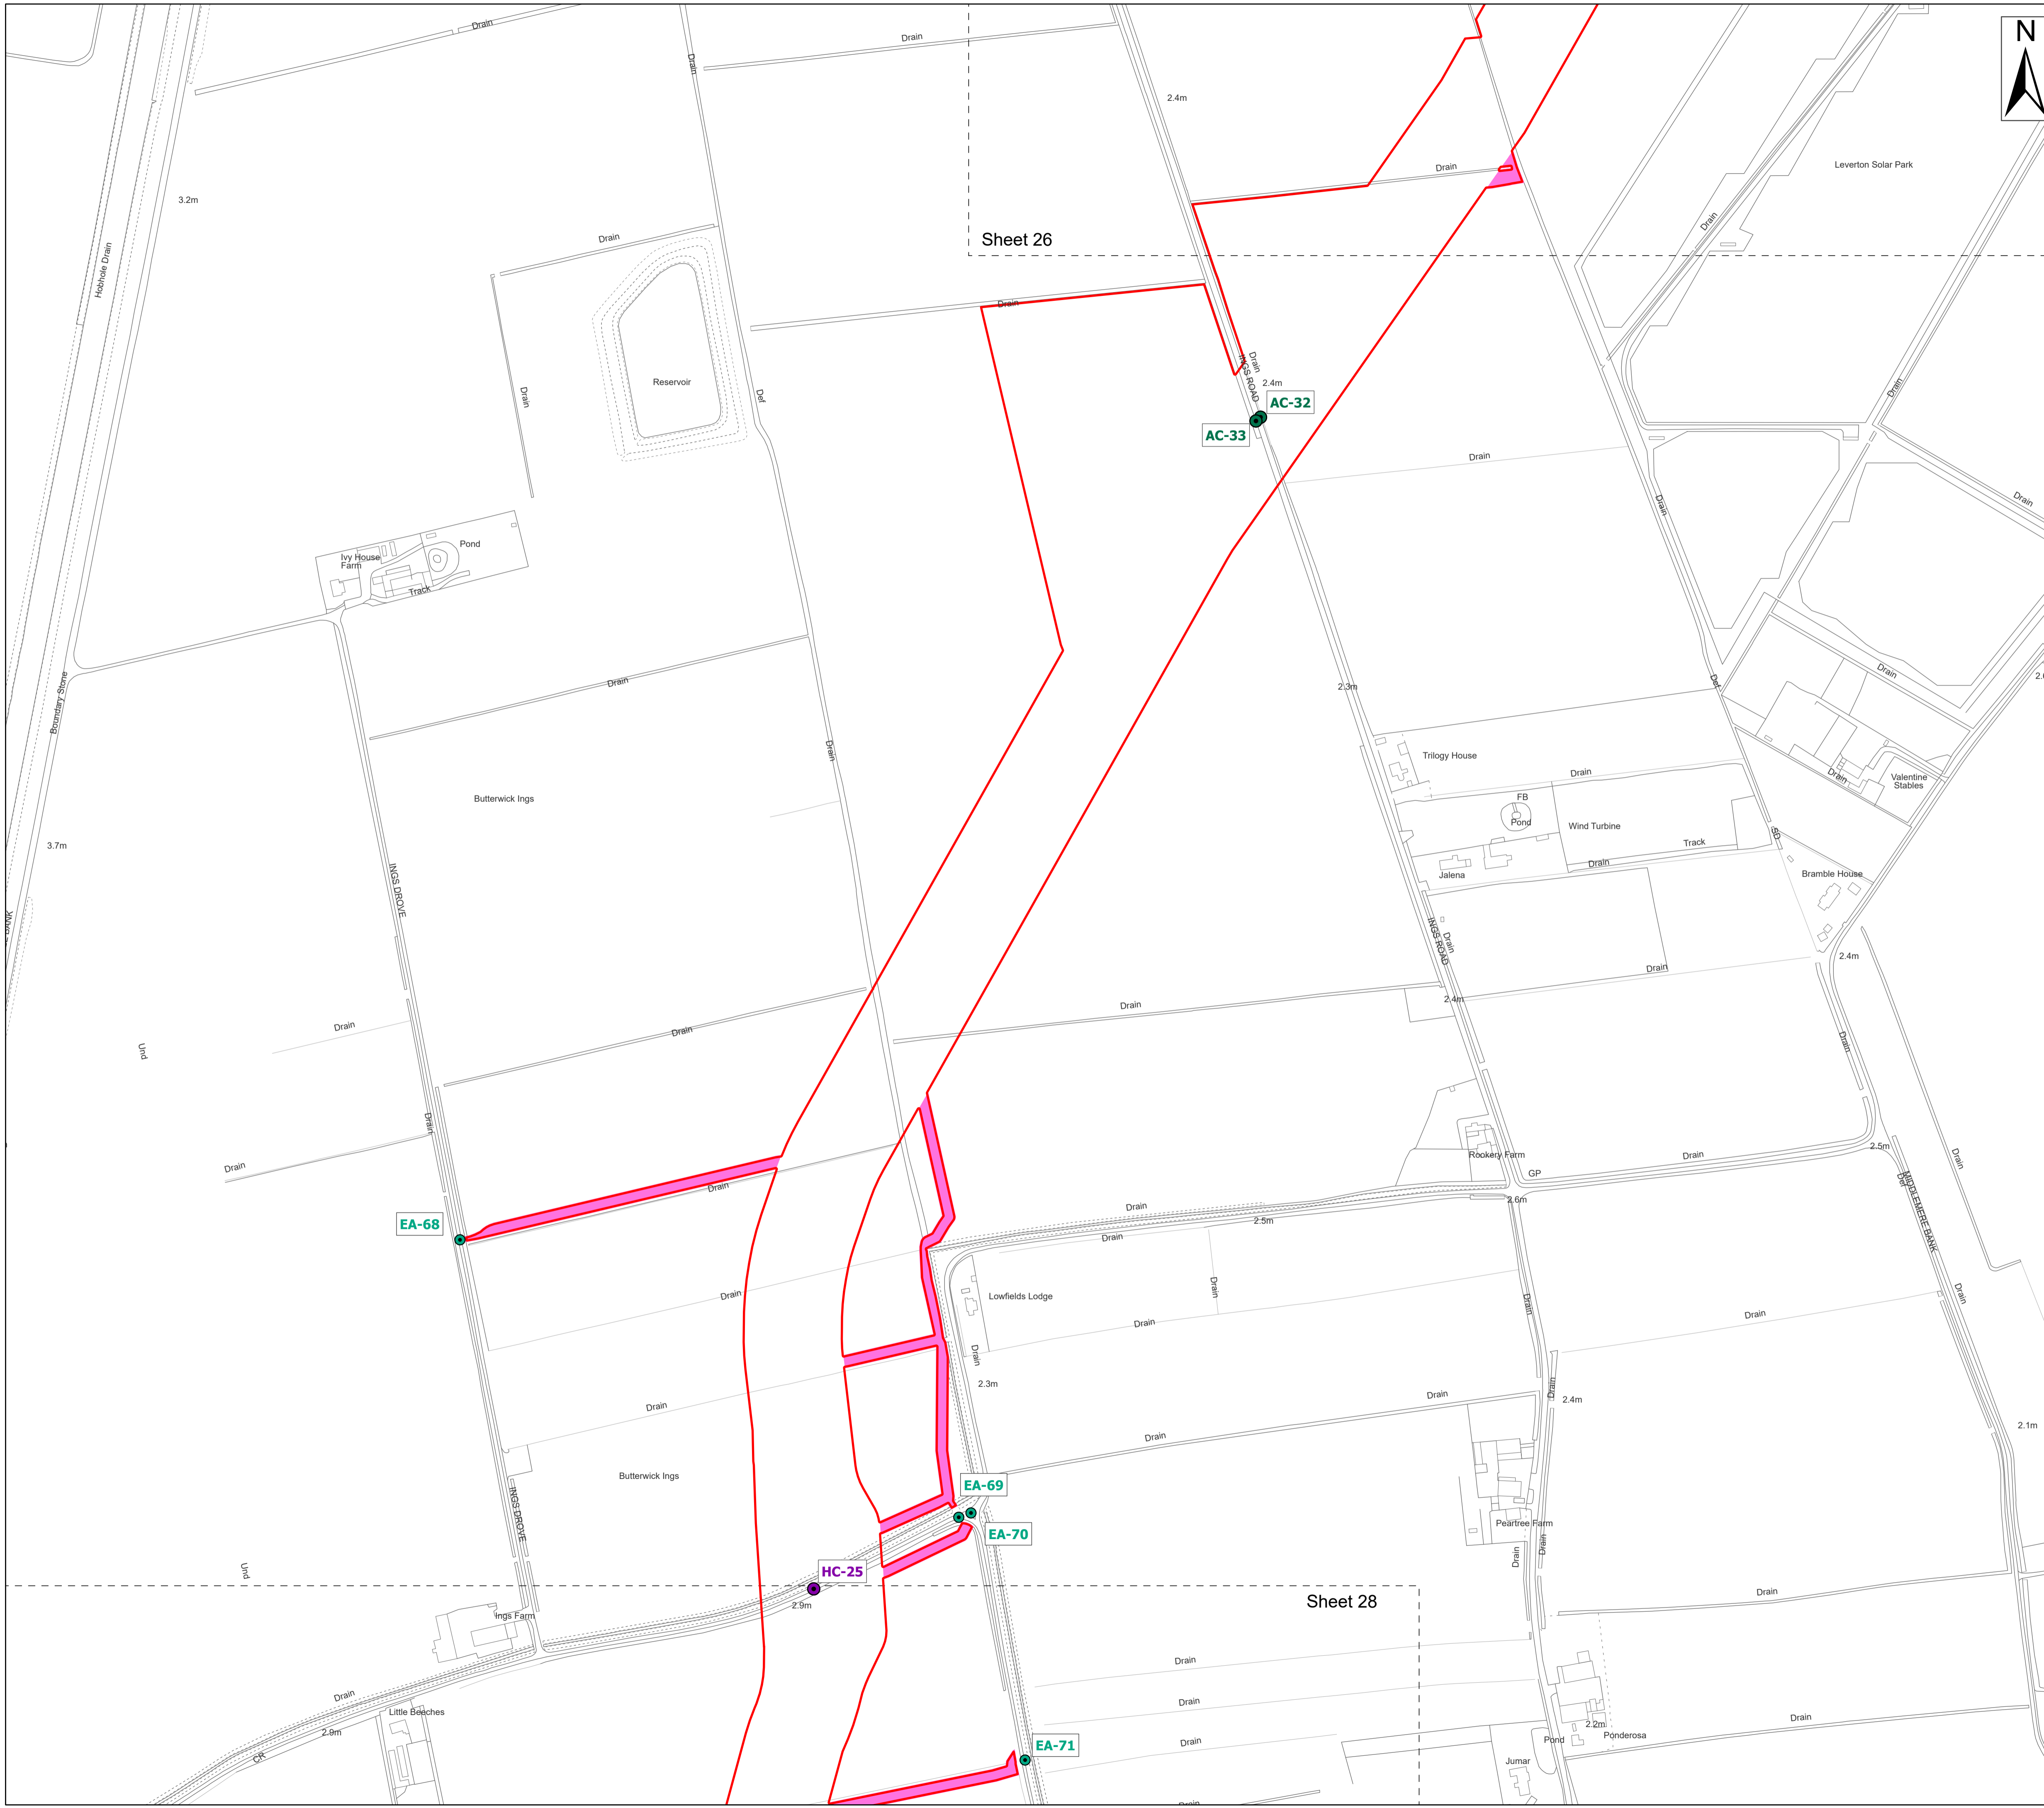 Drain
Drain
Drain
N
2.4m
Drain
Leverton Solar Park
3.2m
Drain
Drain
Sheet 26
Hobhole Drain
Drain
Reservoir
Drain
INGS ROAD
2.4m
Def
Drain
AC-32
Drain
AC-33
Drain
Drain
Drain
Pond
Ivy House
Farm
Track
Drain
Boundary Stone
Drain
2.3m
Def
Drain
Trilogy House
Drain
Drain
Valentine
Stables
Butterwick Ings
FB
Pond
Wind Turbine
SD
Track
3.7m
Drain
Jalena
Bramble House
INGS DROVE
INGS ROAD
Drain
2.4m
Drain
2.4m
Drain
Drain
Drain
Und
Drain
Drain
Drain
2.5m
Rookery Farm
Drain
Drain
GP
Drain
Def
MIDDLEMERE BANK
2.6m
Drain
EA-68
2.5m
Drain
Drain
Lowfields Lodge
Drain
Drain
Drain
Drain
Drain
Drain
2.3m
Drain
Drain
2.4m
Drain
2.1m
Drain
Butterwick Ings
EA-69
INGS DROVE
Peartree Farm
EA-70
Drain
Drain
Und
HC-25
Drain
2.9m
Sheet 28
Ings Farm
Drain
Drain
Drain
Little Beeches
2.9m
2.2m
Drain
Ponderosa
Pond
Drain
EA-71
CR
Jumar
Drain